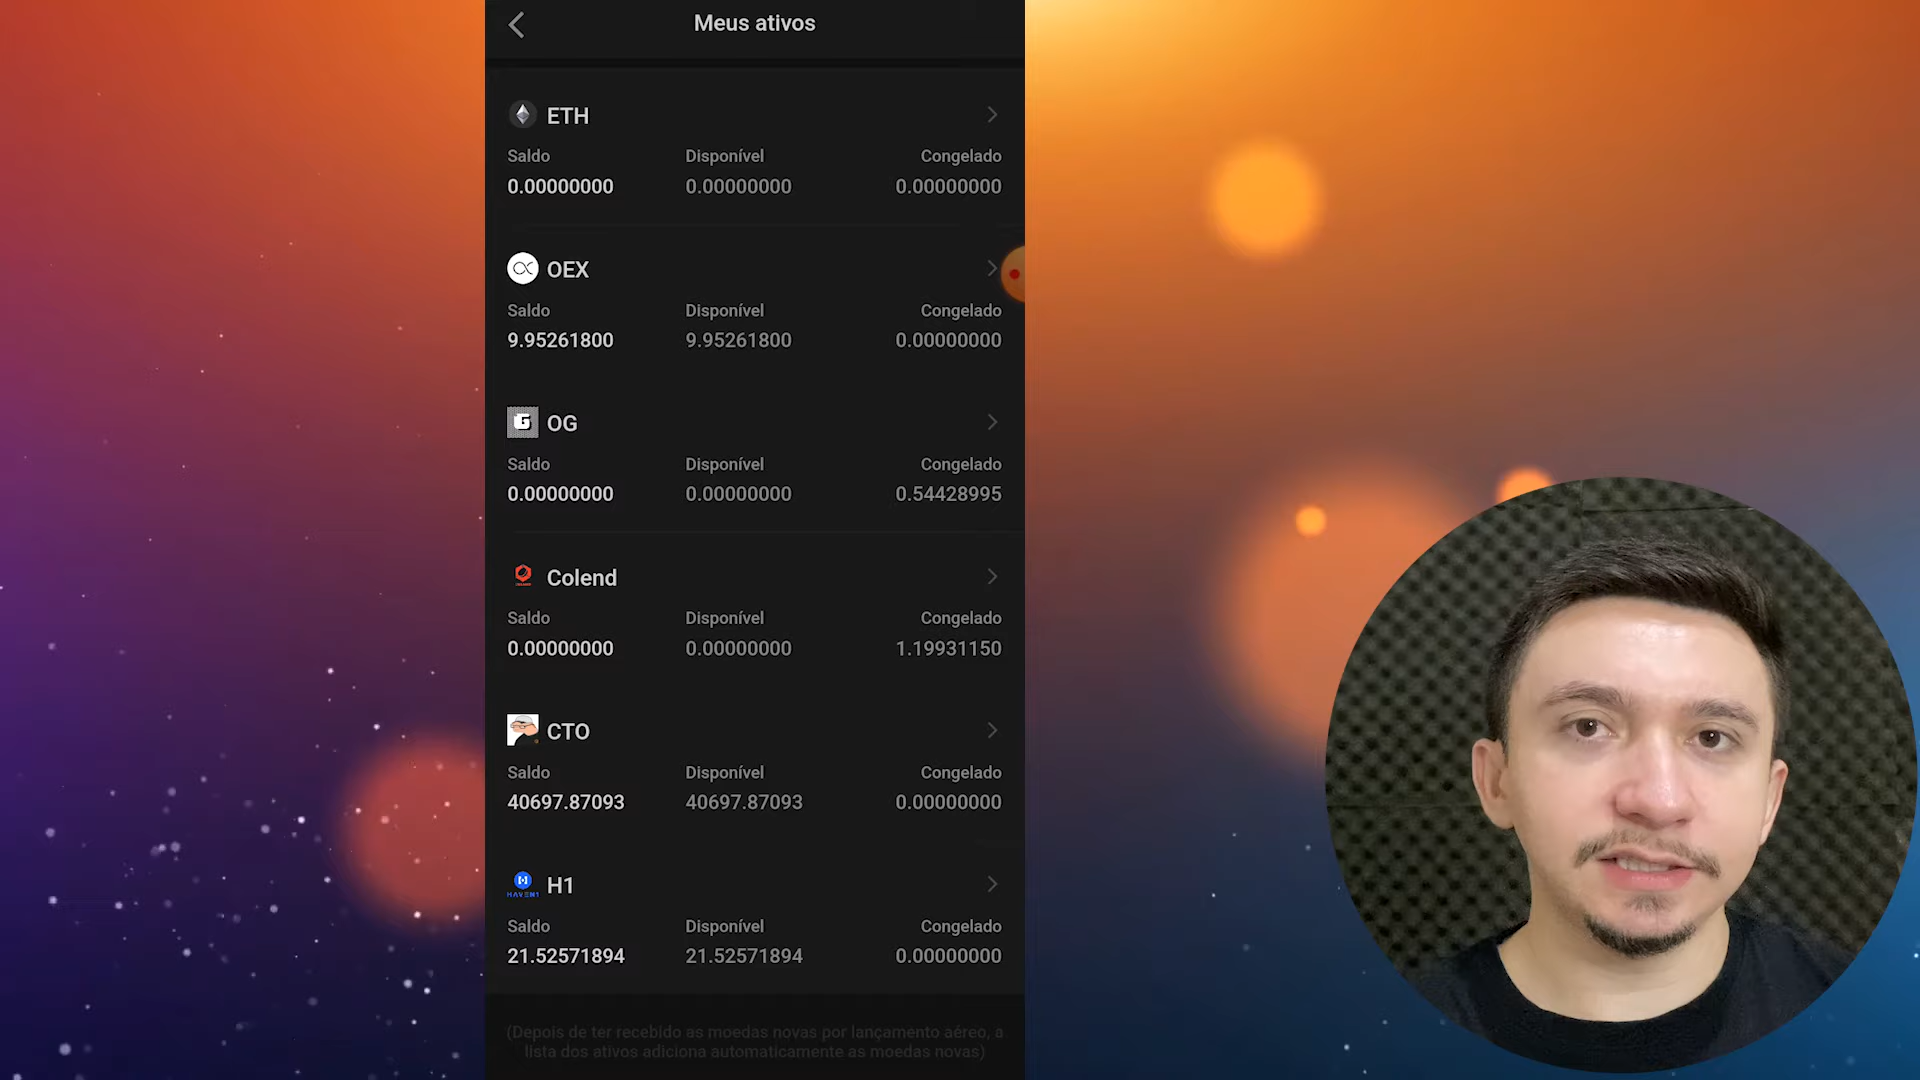 Meus ativos
ETH
Saldo Disponível Congelado
0.00000000 0.00000000 0.00000000
OEX
Saldo Disponível Congelado
9.95261800 9.95261800 0.00000000
OG
Saldo Disponível Congelado
0.00000000 0.00000000 0.54428995
Colend
Saldo Disponível Congelado
0.00000000 0.00000000 1.19931150
CTO
Saldo Disponível Congelado
40697.87093 40697.87093 0.00000000
HAVEN1 H1
Saldo Disponível Congelado
21.52571894 21.52571894 0.00000000
(Depois de ter recebido as moedas novas por lançamento aéreo, a
lista dos ativos adiciona automaticamente as moedas novas)